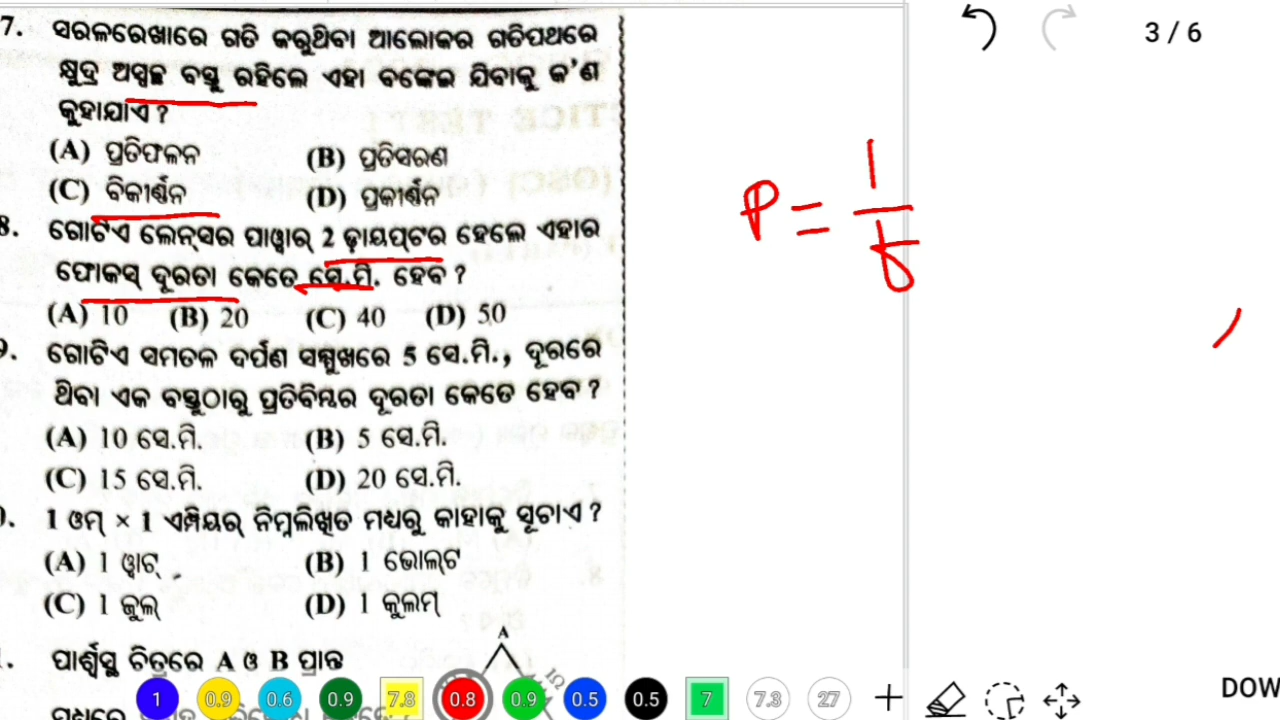 7. ସରଳରେଖାରେ ଗତି କରୁଥିବା ଆଲୋକର ଗତିପଥରେ
କ୍ଷୁଦ୍ର ଅସ୍ୱଚ୍ଛ ବସ୍ତୁ ରହିଲେ ଏହା ବଙ୍କେଇ ଯିବାକୁ କ'ଣ
କୁହାଯାଏ ?
(A) ପ୍ରତିଫଳନ (B) ପ୍ରତିସରଣ
(C) ବିକୀର୍ଣ୍ଣନ (D) ପ୍ରକୀର୍ଣ୍ଣନ
8. ଗୋଟିଏ ଲେନ୍ସର ପାୱାର୍ 2 ଡ଼ାୟପ୍ଟର ହେଲେ ଏହାର
ଫୋକସ୍ ଦୂରତା କେତେ ସେ.ମି. ହେବ ?
(A) 10 (B) 20 (C) 40 (D) 50
9. ଗୋଟିଏ ସମତଳ ଦର୍ପଣ ସମ୍ମୁଖରେ 5 ସେ.ମି., ଦୂରରେ
ଥିବା ଏକ ବସ୍ତୁଠାରୁ ପ୍ରତିବିମ୍ବର ଦୂରତା କେତେ ହେବ ?
(A) 10 ସେ.ମି. (B) 5 ସେ.ମି.
(C) 15 ସେ.ମି. (D) 20 ସେ.ମି.
1 ଓମ୍ × 1 ଏମ୍ପିୟର୍ ନିମ୍ନଲିଖିତ ମଧ୍ୟରୁ କାହାକୁ ସୂଚାଏ ?
(A) 1 ୱାଟ୍ (B) 1 ଭୋଲ୍ଟ
(C) 1 ଜୁଲ୍ (D) 1 କୁଲମ୍
ପାର୍ଶ୍ୱସ୍ଥ ଚିତ୍ରରେ A ଓ B ପ୍ରାନ୍ତ
A
1Ω
3 / 6
P = 1/f
1 0.9 0.6 0.9 7.8 0.8 0.9 0.5 0.5 7 7.3 27
DOW